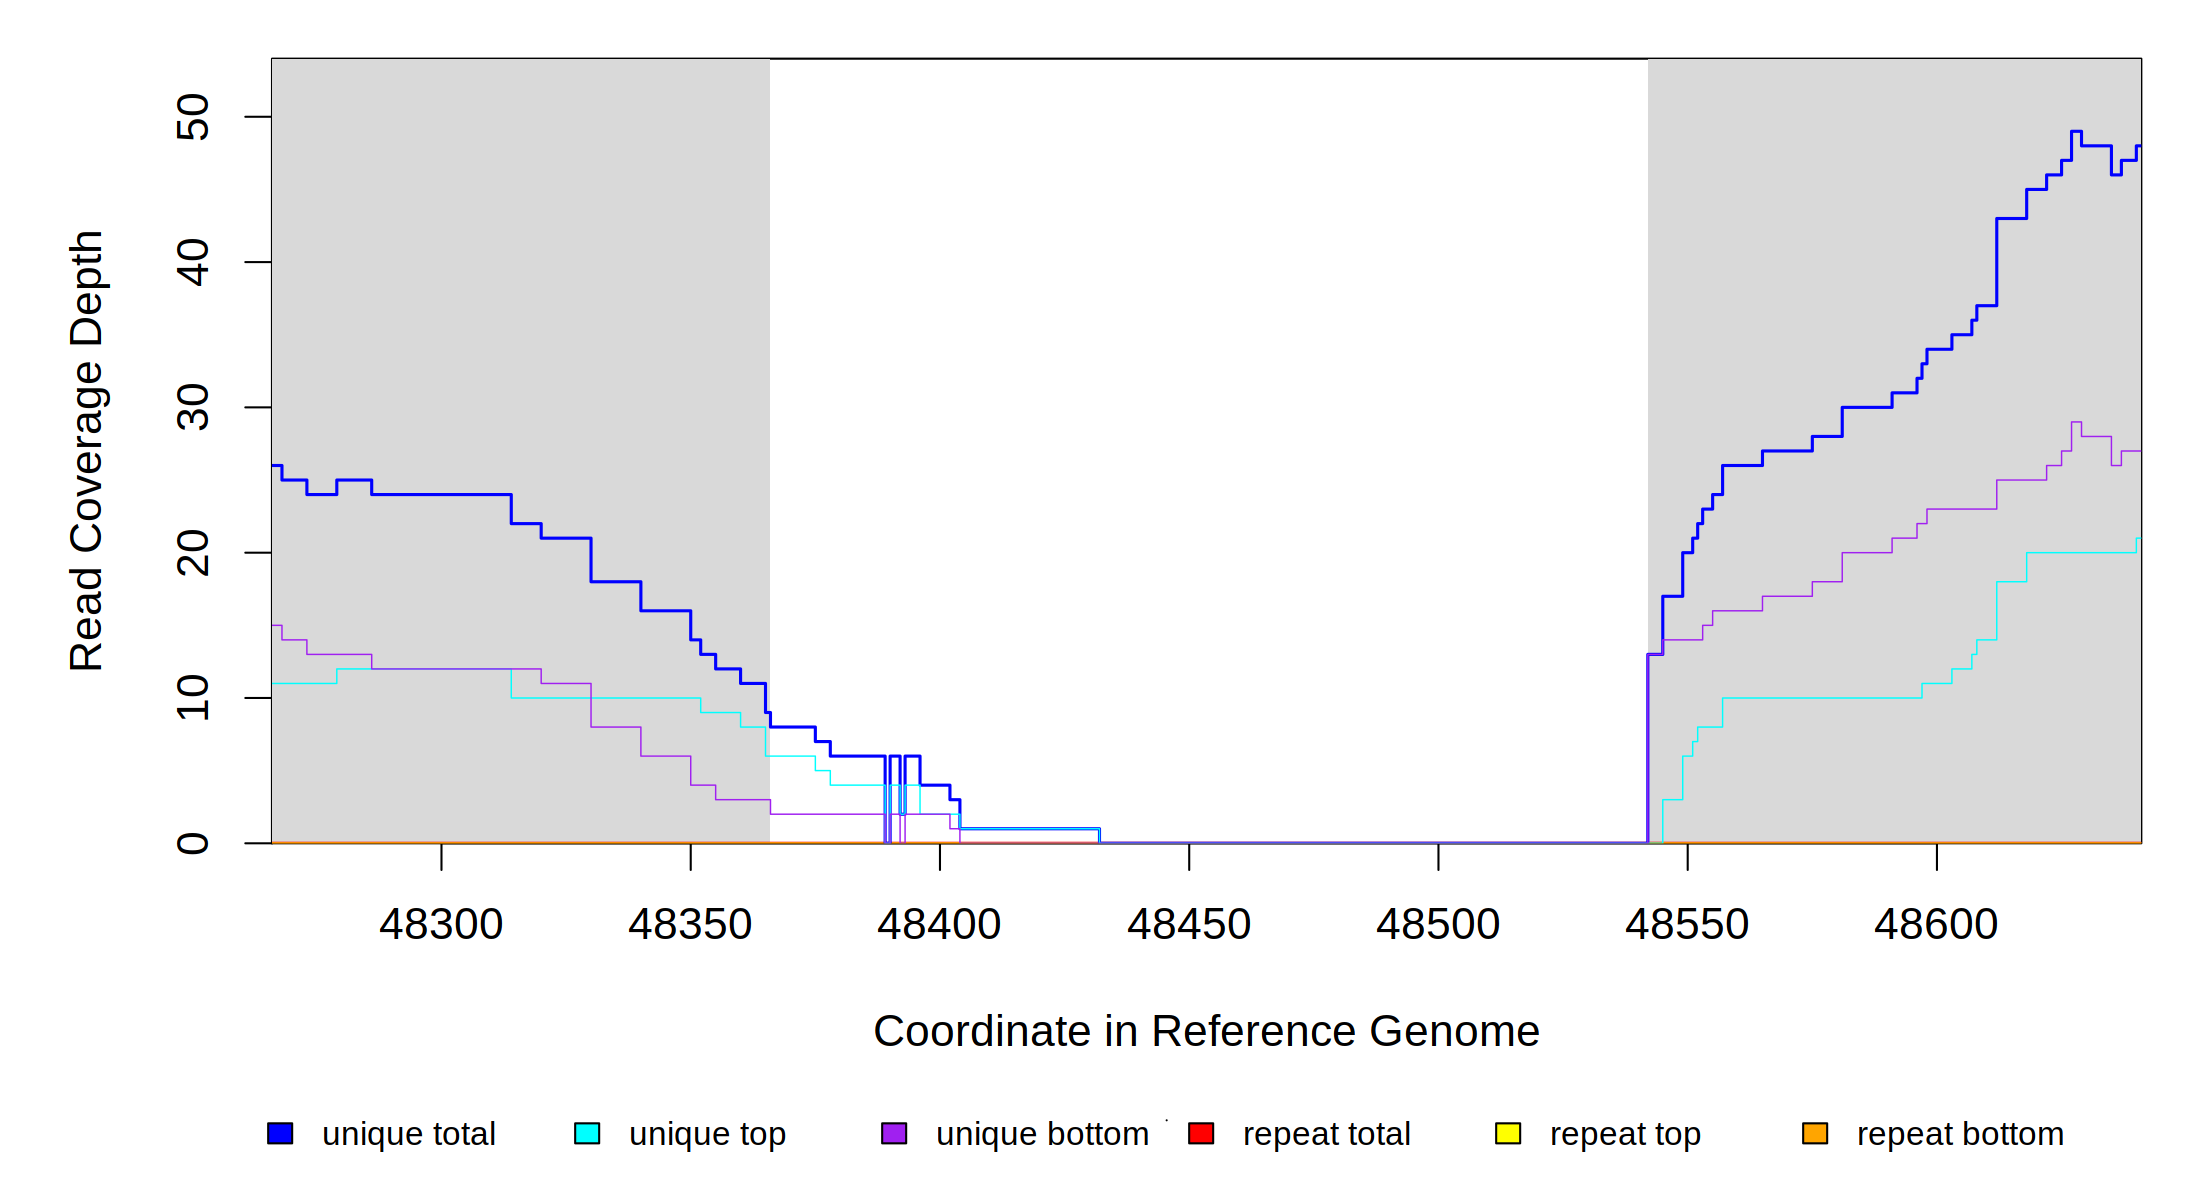 50
40
30
20
10
0
Read Coverage Depth
48300 48350 48400 48450 48500 48550 48600
Coordinate in Reference Genome
unique total unique top unique bottom repeat total repeat top repeat bottom